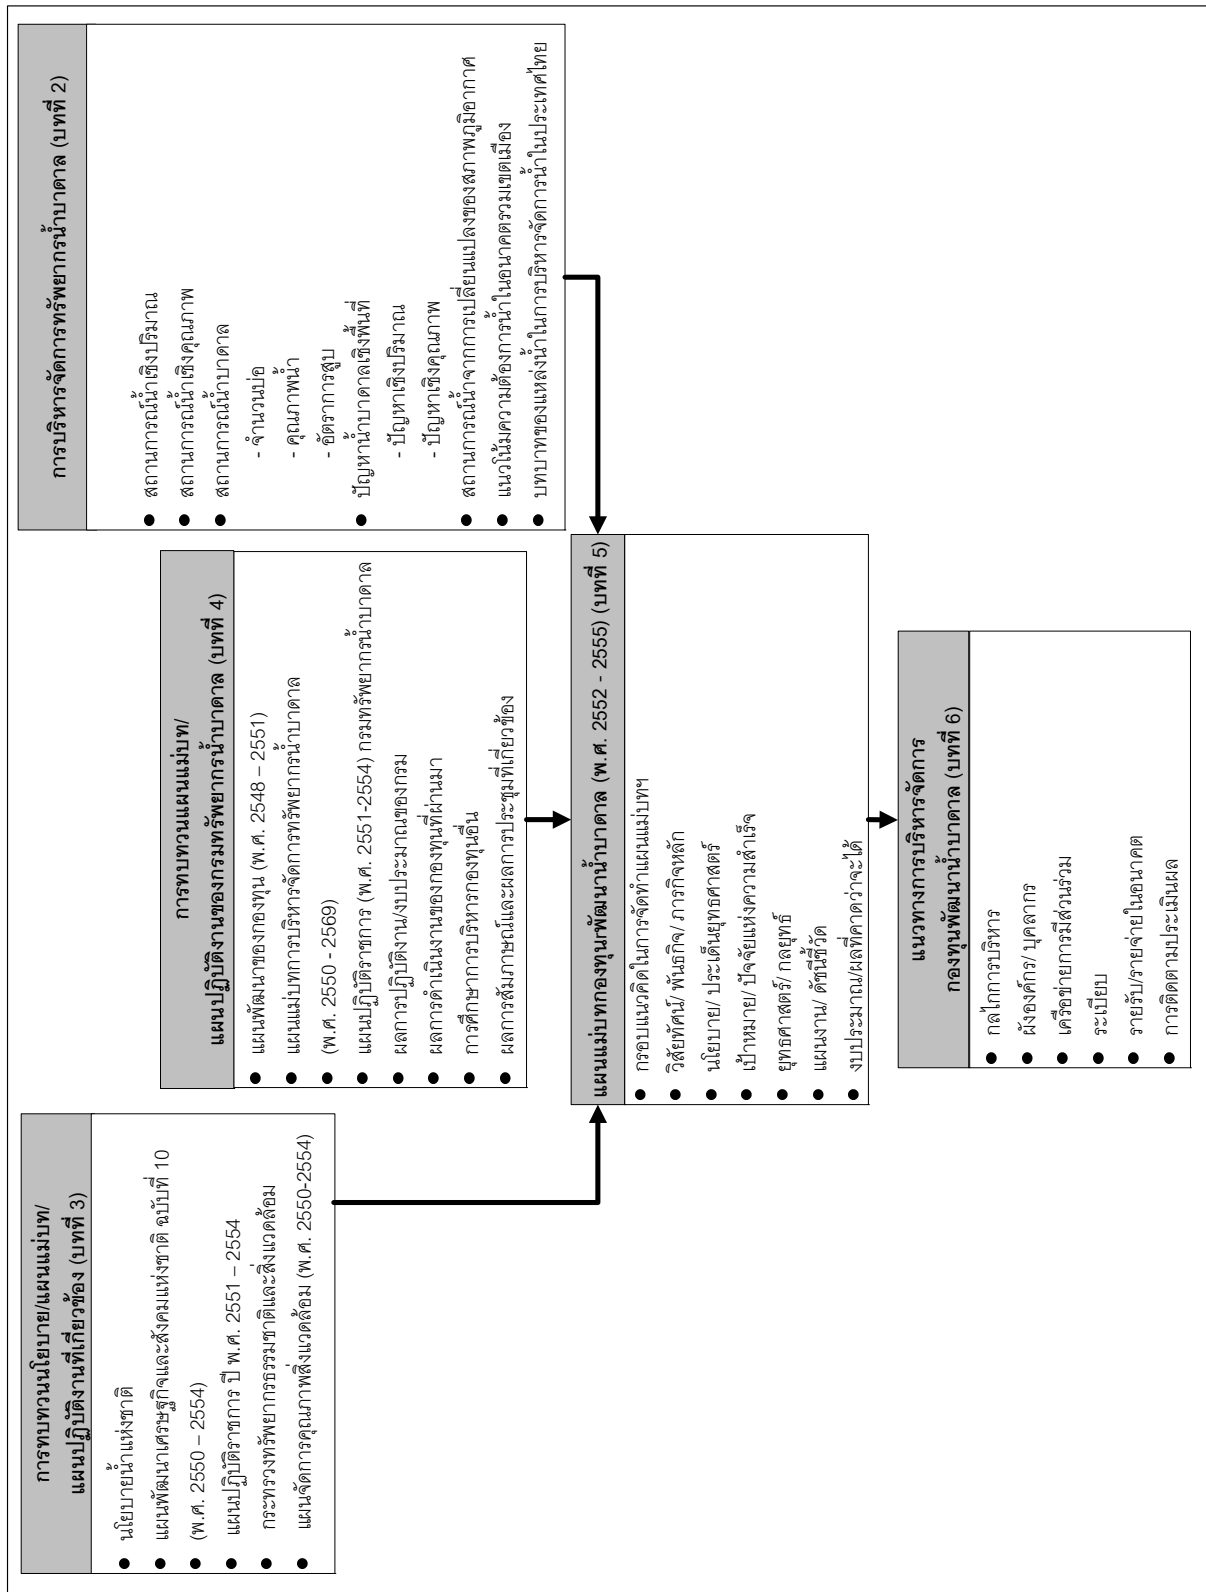 การทบทวนนโยบาย/แผนแม่บท/
แผนปฏิบัติงานที่เกี่ยวข้อง (บทที่ 3)
● นโยบายน้ำแห่งชาติ
● แผนพัฒนาเศรษฐกิจและสังคมแห่งชาติ ฉบับที่ 10
● (พ.ศ. 2550 – 2554)
● แผนปฏิบัติราชการ ปี พ.ศ. 2551 – 2554
● กระทรวงทรัพยากรธรรมชาติและสิ่งแวดล้อม
● แผนจัดการคุณภาพสิ่งแวดล้อม (พ.ศ. 2550-2554)
การทบทวนแผนแม่บท/
แผนปฏิบัติงานของกรมทรัพยากรน้ำบาดาล (บทที่ 4)
● แผนพัฒนาของกองทุน (พ.ศ. 2548 – 2551)
● แผนแม่บทการบริหารจัดการทรัพยากรน้ำบาดาล
● (พ.ศ. 2550 - 2569)
● แผนปฏิบัติราชการ (พ.ศ. 2551-2554) กรมทรัพยากรน้ำบาดาล
● ผลการปฏิบัติงาน/งบประมาณของกรม
● ผลการดำเนินงานของกองทุนที่ผ่านมา
● การศึกษาการบริหารกองทุนอื่น
● ผลการสัมภาษณ์และผลการประชุมที่เกี่ยวข้อง
การบริหารจัดการทรัพยากรน้ำบาดาล (บทที่ 2)
● สถานการณ์น้ำเชิงปริมาณ
● สถานการณ์น้ำเชิงคุณภาพ
● สถานการณ์น้ำบาดาล
- จำนวนบ่อ
- คุณภาพน้ำ
- อัตราการสูบ
● ปัญหาน้ำบาดาลเชิงพื้นที่
- ปัญหาเชิงปริมาณ
- ปัญหาเชิงคุณภาพ
● สถานการณ์น้ำจากการเปลี่ยนแปลงของสภาพภูมิอากาศ
● แนวโน้มความต้องการน้ำในอนาคตรวมเขตเมือง
● บทบาทของแหล่งน้ำในการบริหารจัดการน้ำในประเทศไทย
แผนแม่บทกองทุนrพัฒนาน้ำบาดาล (พ.ศ. 2552 - 2555) (บทที่ 5)
● กรอบแนวคิดในการจัดทำแผนแม่บทฯ
● วิสัยทัศน์/ พันธกิจ/ ภารกิจหลัก
● นโยบาย/ ประเด็นยุทธศาสตร์
● เป้าหมาย/ ปัจจัยแห่งความสำเร็จ
● ยุทธศาสตร์/ กลยุทธ์
● แผนงาน/ ดัชนีชี้วัด
● งบประมาณ/ผลที่คาดว่าจะได้
แนวทางการบริหารจัดการ
กองทุนพัฒนาน้ำบาดาล (บทที่ 6)
● กลไกการบริหาร
● ผังองค์กร/ บุคลากร
● เครือข่ายการมีส่วนร่วม
● ระเบียบ
● รายรับ/รายจ่ายในอนาคต
● การติดตามประเมินผล